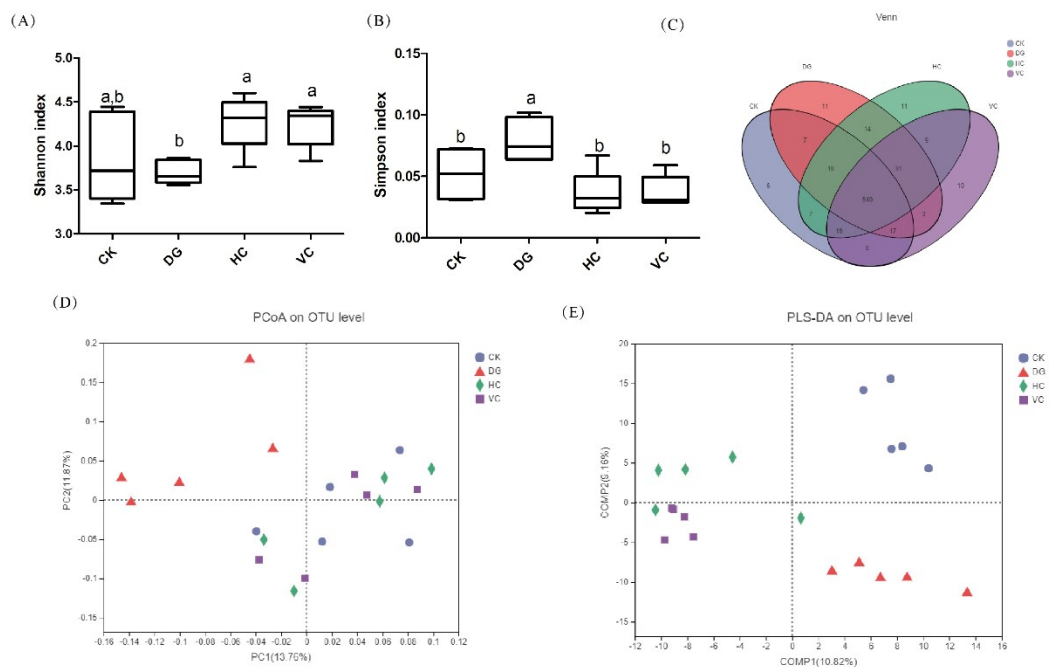 (A)
Shannon index
5.0
4.5
4.0
3.5
3.0
a,b
b
a
a
CK
DG
HC
VC
(B)
Simpson index
0.15
0.10
0.05
0.00
b
a
b
b
CK
DG
HC
VC
(C)
Venn
CK
DG
HC
VC
DG
HC
CK
VC
11
11
7
14
9
6
10
7
17
(D)
PCoA on OTU level
CK
DG
HC
VC
PC2(11.87%)
0.2
0.15
0.1
0.05
0
-0.05
-0.1
-0.15
-0.16
-0.14
-0.12
-0.1
-0.08
-0.06
-0.04
-0.02
0
0.02
0.04
0.06
0.08
0.1
0.12
PC1(13.76%)
(E)
PLS-DA on OTU level
CK
DG
HC
VC
COMP2(9.16%)
20
15
10
5
0
-5
-10
-15
-12
-10
-8
-6
-4
-2
0
2
4
6
8
10
12
14
16
COMP1(10.82%)